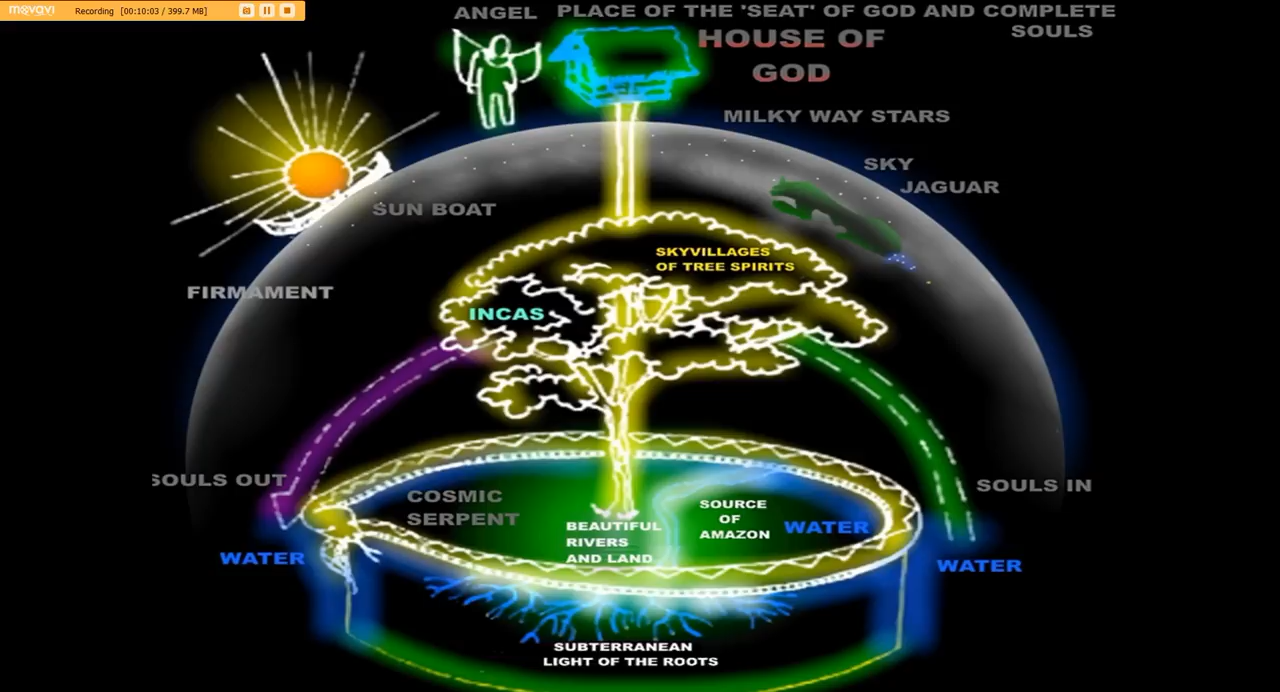 movavi Recording [00:10:03 / 399.7 MB]
ANGEL
PLACE OF THE 'SEAT' OF GOD AND COMPLETE
SOULS
HOUSE OF
GOD
MILKY WAY STARS
SKY
JAGUAR
SUN BOAT
SKYVILLAGES
OF TREE SPIRITS
FIRMAMENT
INCAS
SOULS OUT
SOULS IN
COSMIC
SERPENT
SOURCE
OF
AMAZON
WATER
BEAUTIFUL
RIVERS
AND LAND
WATER
WATER
SUBTERRANEAN
LIGHT OF THE ROOTS